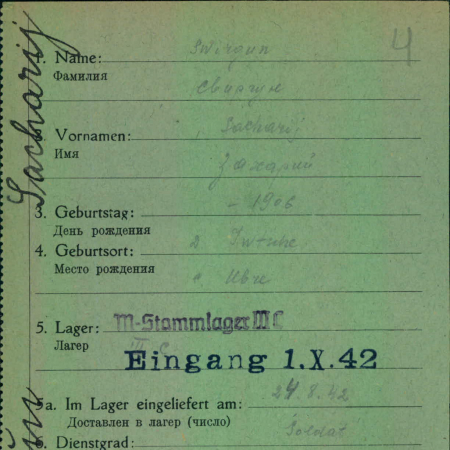 4
1. Name: Swirgun
Фамилия
Свиргун
2. Vornamen: Sacharij
Имя
Захарий
3. Geburtstag: – 1906
День рождения
4. Geburtsort:
Место рождения
5. Lager: M-Stammlager III C
Лагер III C
Eingang 1.X.42
5a. Im Lager eingeliefert am: 24.8.42
Доставлен в лагер (число)
6. Dienstgrad: Soldat
Sacharij